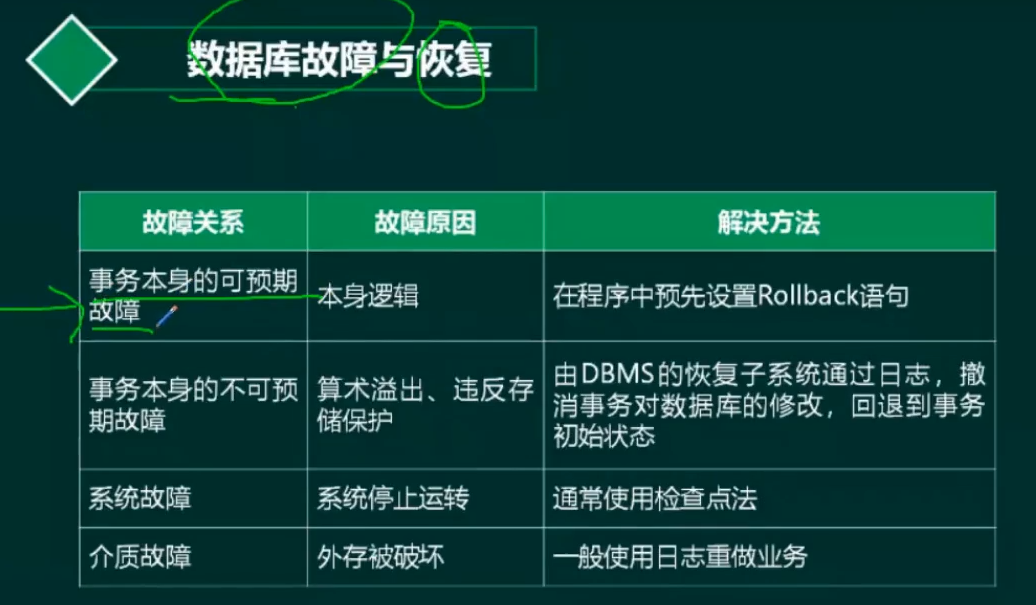 数据库故障与恢复
故障关系
故障原因
解决方法
事务本身的可预期
故障
本身逻辑
在程序中预先设置Rollback语句
事务本身的不可预
期故障
算术溢出、违反存
储保护
由DBMS的恢复子系统通过日志，撤
消事务对数据库的修改，回退到事务
初始状态
系统故障
系统停止运转
通常使用检查点法
介质故障
外存被破坏
一般使用日志重做业务